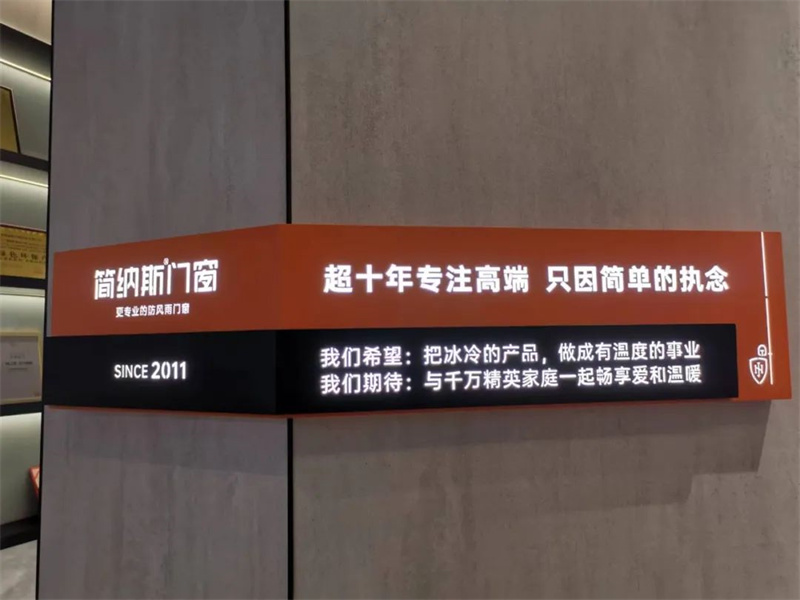 简纳斯®门窗
更专业的防风雨门窗
SINCE 2011
超十年专注高端 只因简单的执念
我们希望：把冰冷的产品，做成有温度的事业
我们期待：与千万精英家庭一起畅享爱和温暖